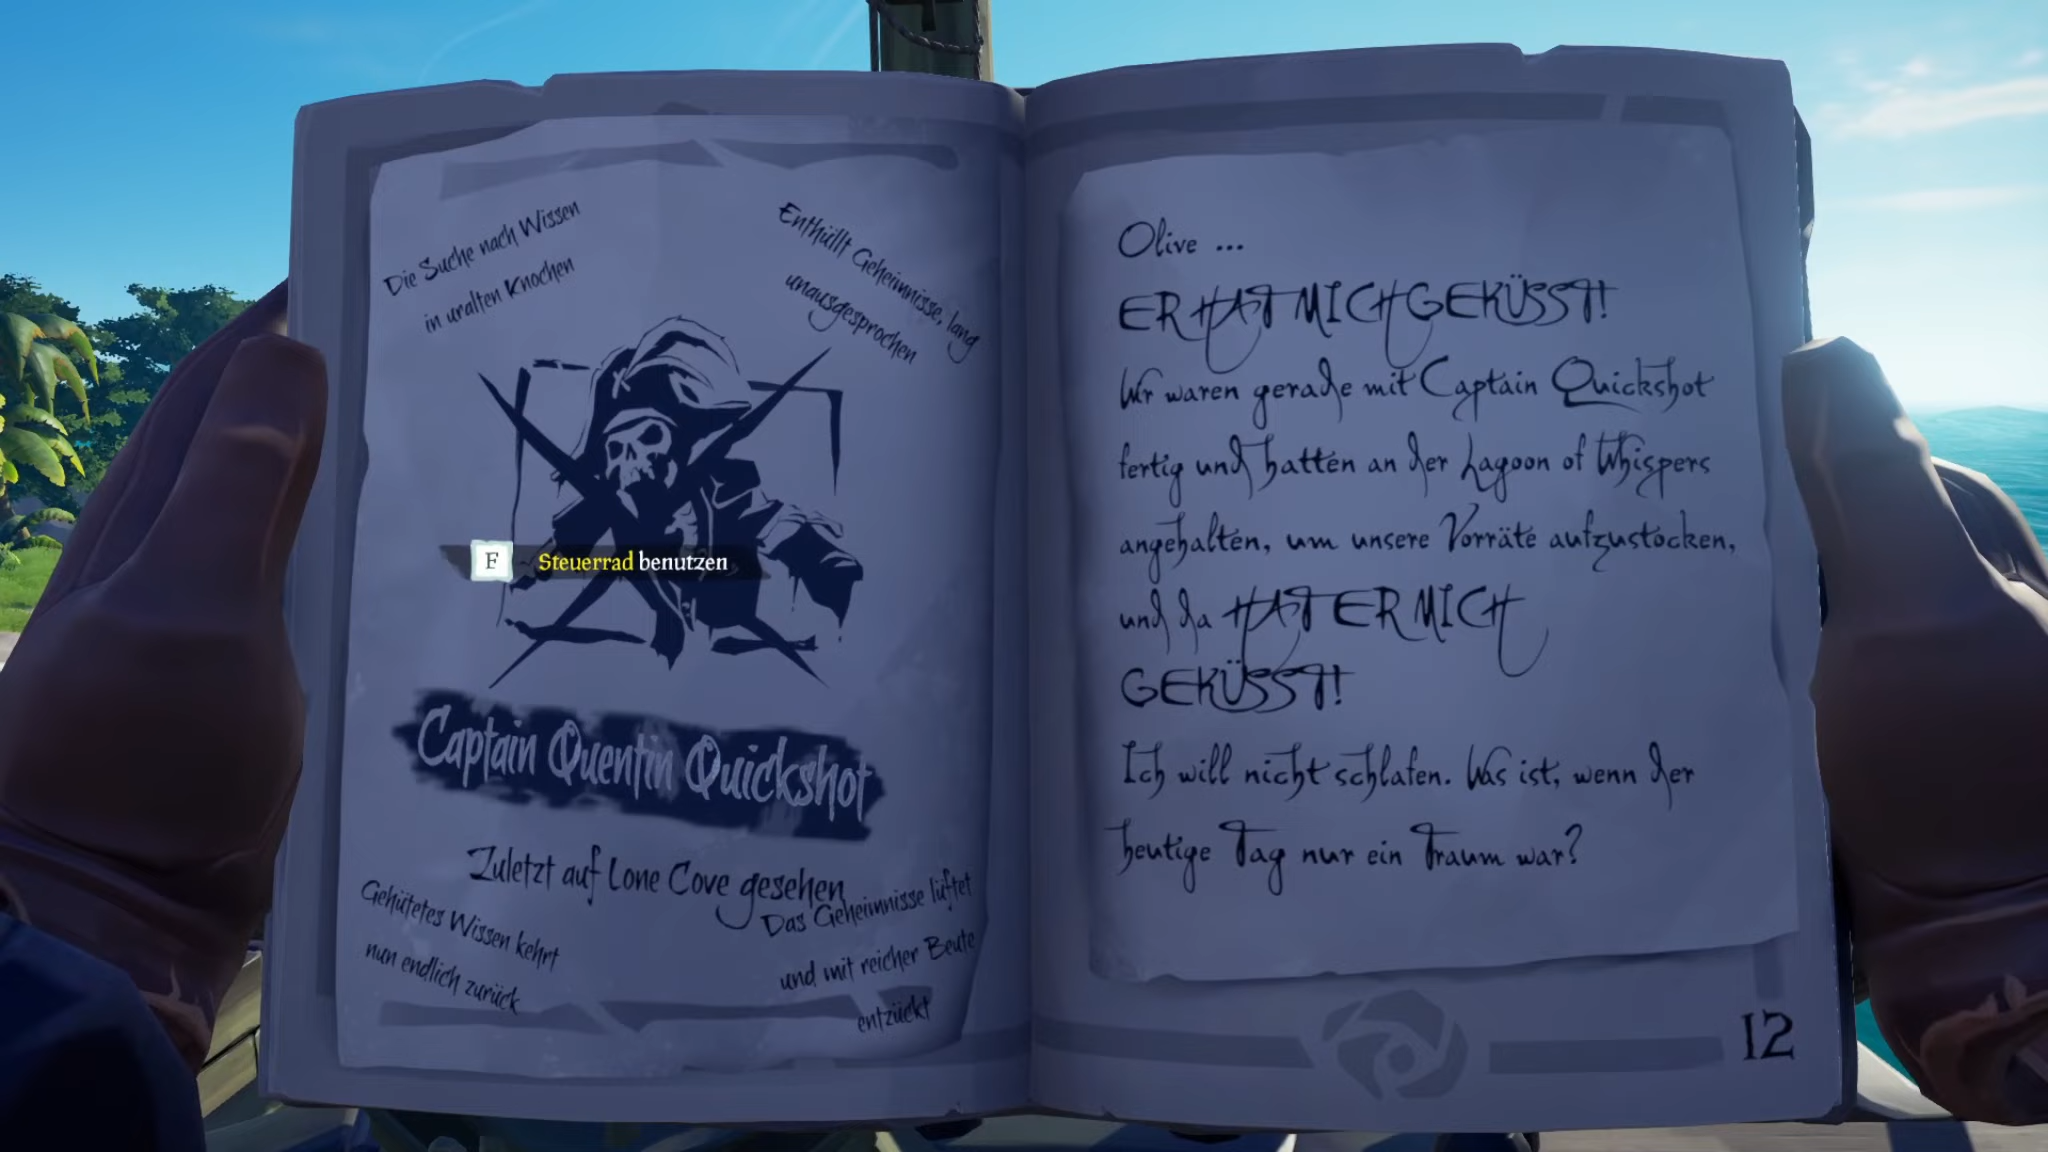 Die Suche nach Wissen
in uralten Knochen
Enthüllt Geheimnisse, lang
unausgesprochen
F
Steuerrad benutzen
Captain Quentin Quickshot
Zuletzt auf Lone Cove gesehen
Gehütetes Wissen kehrt
nun endlich zurück
Das Geheimnisse lüftet
und mit reicher Beute
entzückt
Olive ...
ER HAT MICH GEKÜSST!
Wir waren gerade mit Captain Quickshot
fertig und hatten an der Lagoon of Whispers
angehalten, um unsere Vorräte aufzustocken,
und da HAT ER MICH
GEKÜSST!
Ich will nicht schlafen. Was ist, wenn der
heutige Tag nur ein Traum war?
12